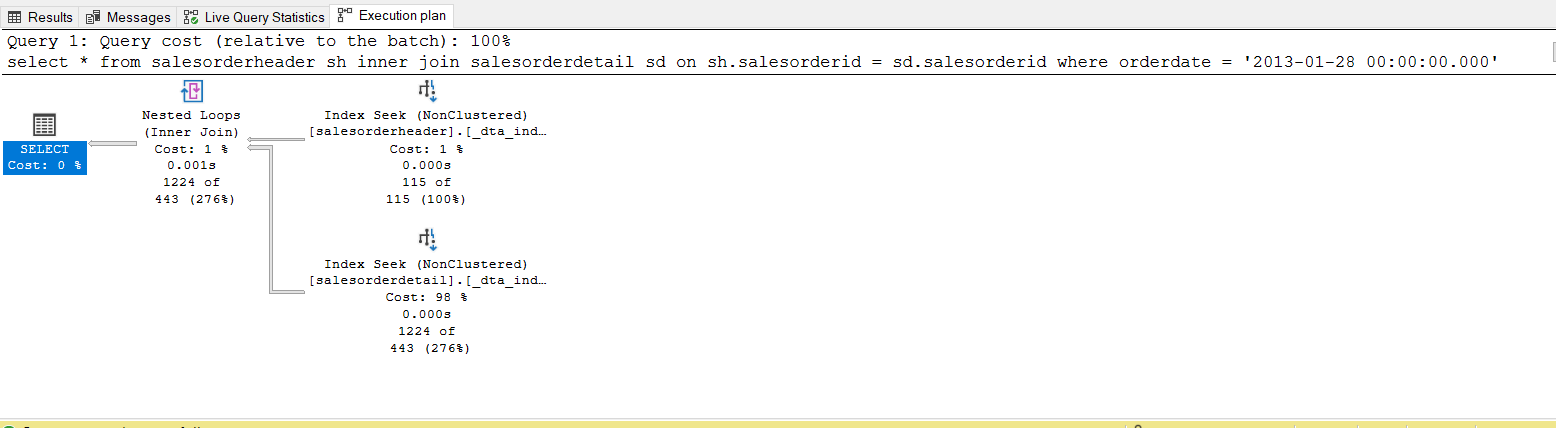 Results Messages Live Query Statistics Execution plan
Query 1: Query cost (relative to the batch): 100%
select * from salesorderheader sh inner join salesorderdetail sd on sh.salesorderid = sd.salesorderid where orderdate = '2013-01-28 00:00:00.000'
SELECT
Cost: 0 %
Nested Loops
(Inner Join)
Cost: 1 %
0.001s
1224 of
443 (276%)
Index Seek (NonClustered)
[salesorderheader].[_dta_ind…
Cost: 1 %
0.000s
115 of
115 (100%)
Index Seek (NonClustered)
[salesorderdetail].[_dta_ind…
Cost: 98 %
0.000s
1224 of
443 (276%)